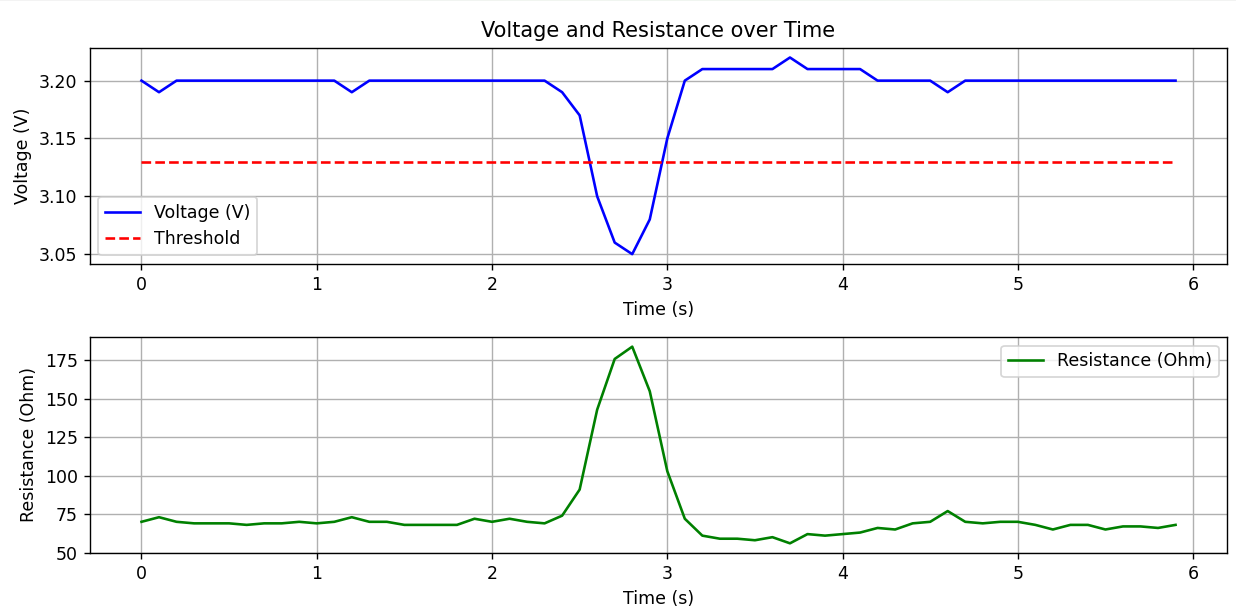 Voltage and Resistance over Time
Voltage (V)
3.20
3.15
3.10
3.05
Voltage (V)
Threshold
0 1 2 3 4 5 6
Time (s)
Resistance (Ohm)
175
150
125
100
75
50
Resistance (Ohm)
0 1 2 3 4 5 6
Time (s)